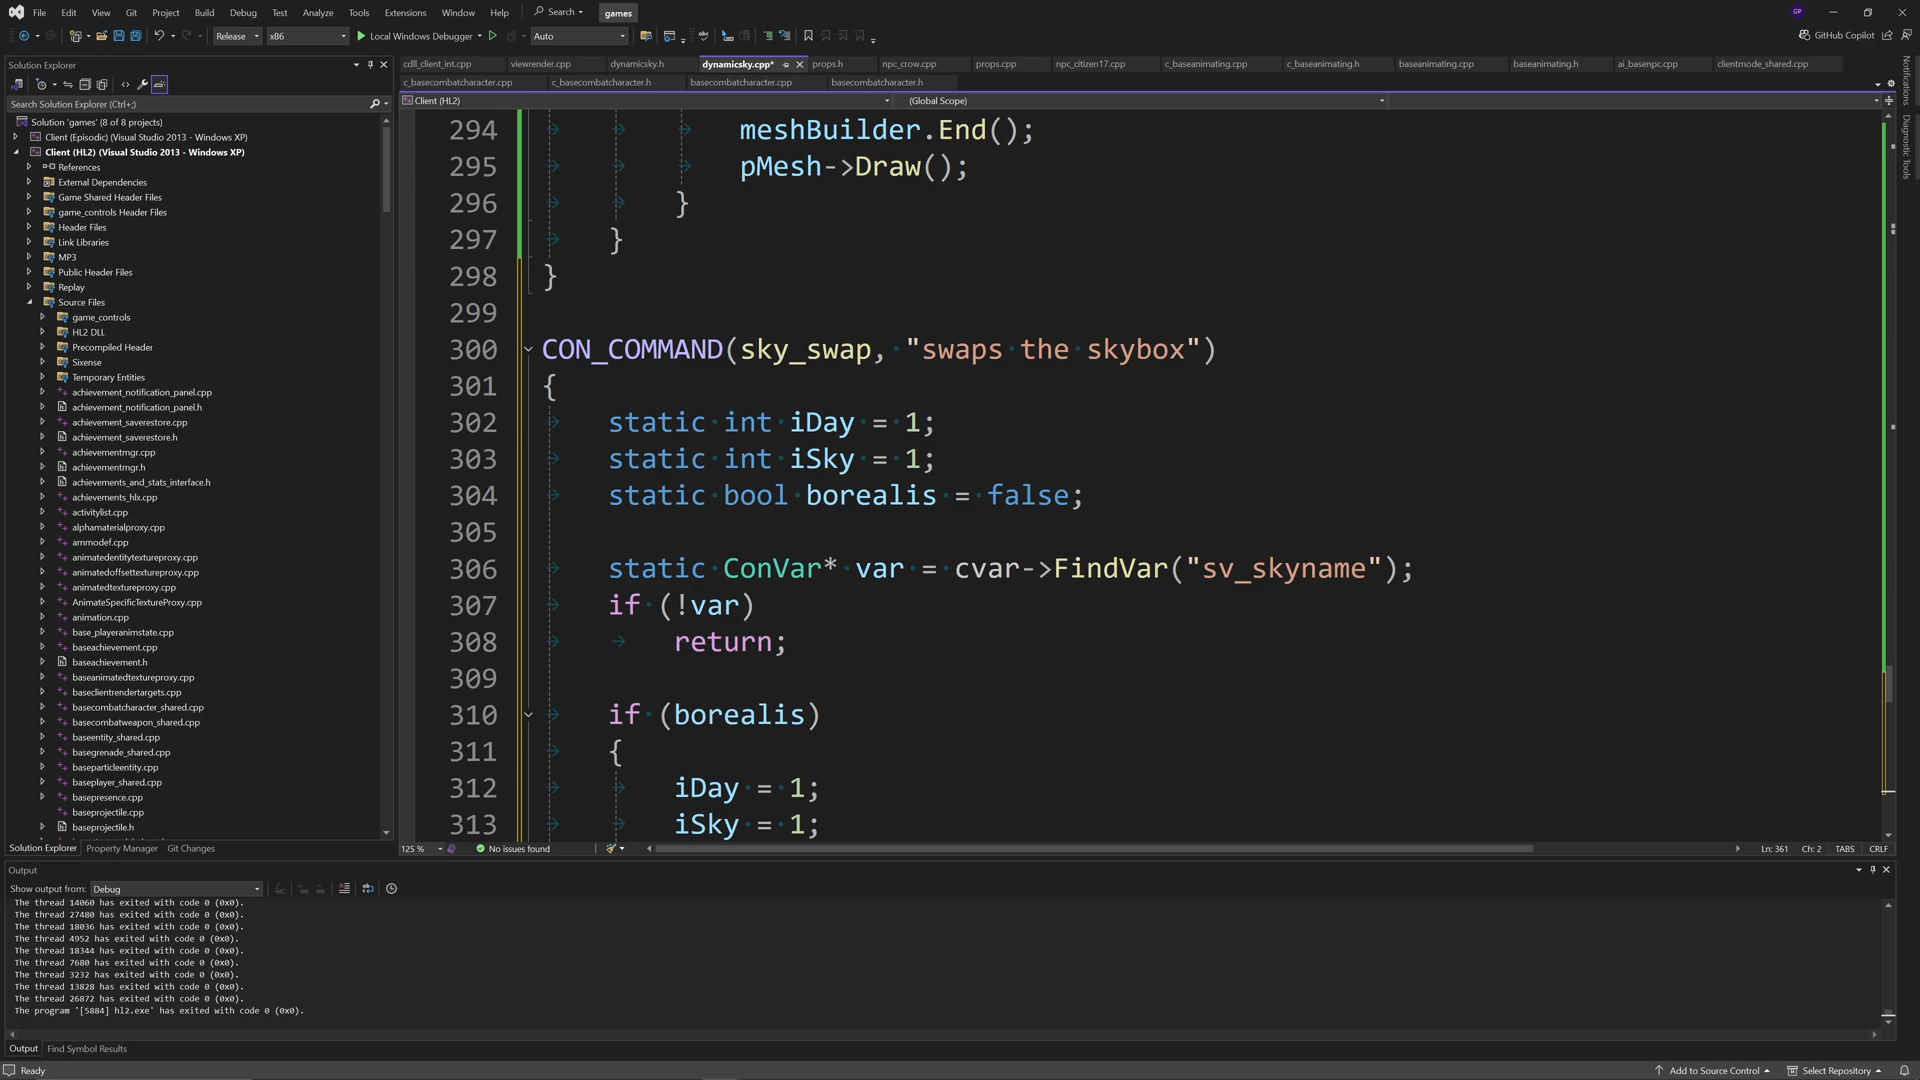 File Edit View Git Project Build Debug Test Analyze Tools Extensions Window Help Search games GP
Release x86 Local Windows Debugger Auto GitHub Copilot
Solution Explorer
Search Solution Explorer (Ctrl+;)
Solution 'games' (8 of 8 projects)
Client (Episodic) (Visual Studio 2013 - Windows XP)
Client (HL2) (Visual Studio 2013 - Windows XP)
References
External Dependencies
Game Shared Header Files
game_controls Header Files
Header Files
Link Libraries
MP3
Public Header Files
Replay
Source Files
game_controls
HL2 DLL
Precompiled Header
Sixense
Temporary Entities
achievement_notification_panel.cpp
achievement_notification_panel.h
achievement_saverestore.cpp
achievement_saverestore.h
achievementmgr.cpp
achievementmgr.h
achievements_and_stats_interface.h
achievements_hlx.cpp
activitylist.cpp
alphamaterialproxy.cpp
ammodef.cpp
animatedentitytextureproxy.cpp
animatedoffsettextureproxy.cpp
animatedtextureproxy.cpp
AnimateSpecificTextureProxy.cpp
animation.cpp
base_playeranimstate.cpp
baseachievement.cpp
baseachievement.h
baseanimatedtextureproxy.cpp
baseclientrendertargets.cpp
basecombatcharacter_shared.cpp
basecombatweapon_shared.cpp
baseentity_shared.cpp
basegrenade_shared.cpp
baseparticleentity.cpp
baseplayer_shared.cpp
basepresence.cpp
baseprojectile.cpp
baseprojectile.h
Solution Explorer Property Manager Git Changes
cdll_client_int.cpp viewrender.cpp dynamicsky.h dynamicsky.cpp* props.h npc_crow.cpp props.cpp npc_citizen17.cpp c_baseanimating.cpp c_baseanimating.h baseanimating.cpp baseanimating.h ai_basenpc.cpp clientmode_shared.cpp
c_basecombatcharacter.cpp c_basecombatcharacter.h basecombatcharacter.cpp basecombatcharacter.h
Client (HL2) (Global Scope)
294 meshBuilder.End();
295 pMesh->Draw();
296 }
297 }
298 }
299
300 CON_COMMAND(sky_swap, "swaps the skybox")
301 {
302 static int iDay = 1;
303 static int iSky = 1;
304 static bool borealis = false;
305
306 static ConVar* var = cvar->FindVar("sv_skyname");
307 if (!var)
308 return;
309
310 if (borealis)
311 {
312 iDay = 1;
313 iSky = 1;
125 % No issues found Ln: 361 Ch: 2 TABS CRLF
Notifications
Diagnostic Tools
Output
Show output from: Debug
The thread 14060 has exited with code 0 (0x0).
The thread 27480 has exited with code 0 (0x0).
The thread 18036 has exited with code 0 (0x0).
The thread 4952 has exited with code 0 (0x0).
The thread 18344 has exited with code 0 (0x0).
The thread 7680 has exited with code 0 (0x0).
The thread 3232 has exited with code 0 (0x0).
The thread 13828 has exited with code 0 (0x0).
The thread 26872 has exited with code 0 (0x0).
The program '[5884] hl2.exe' has exited with code 0 (0x0).
Output Find Symbol Results
Ready Add to Source Control Select Repository